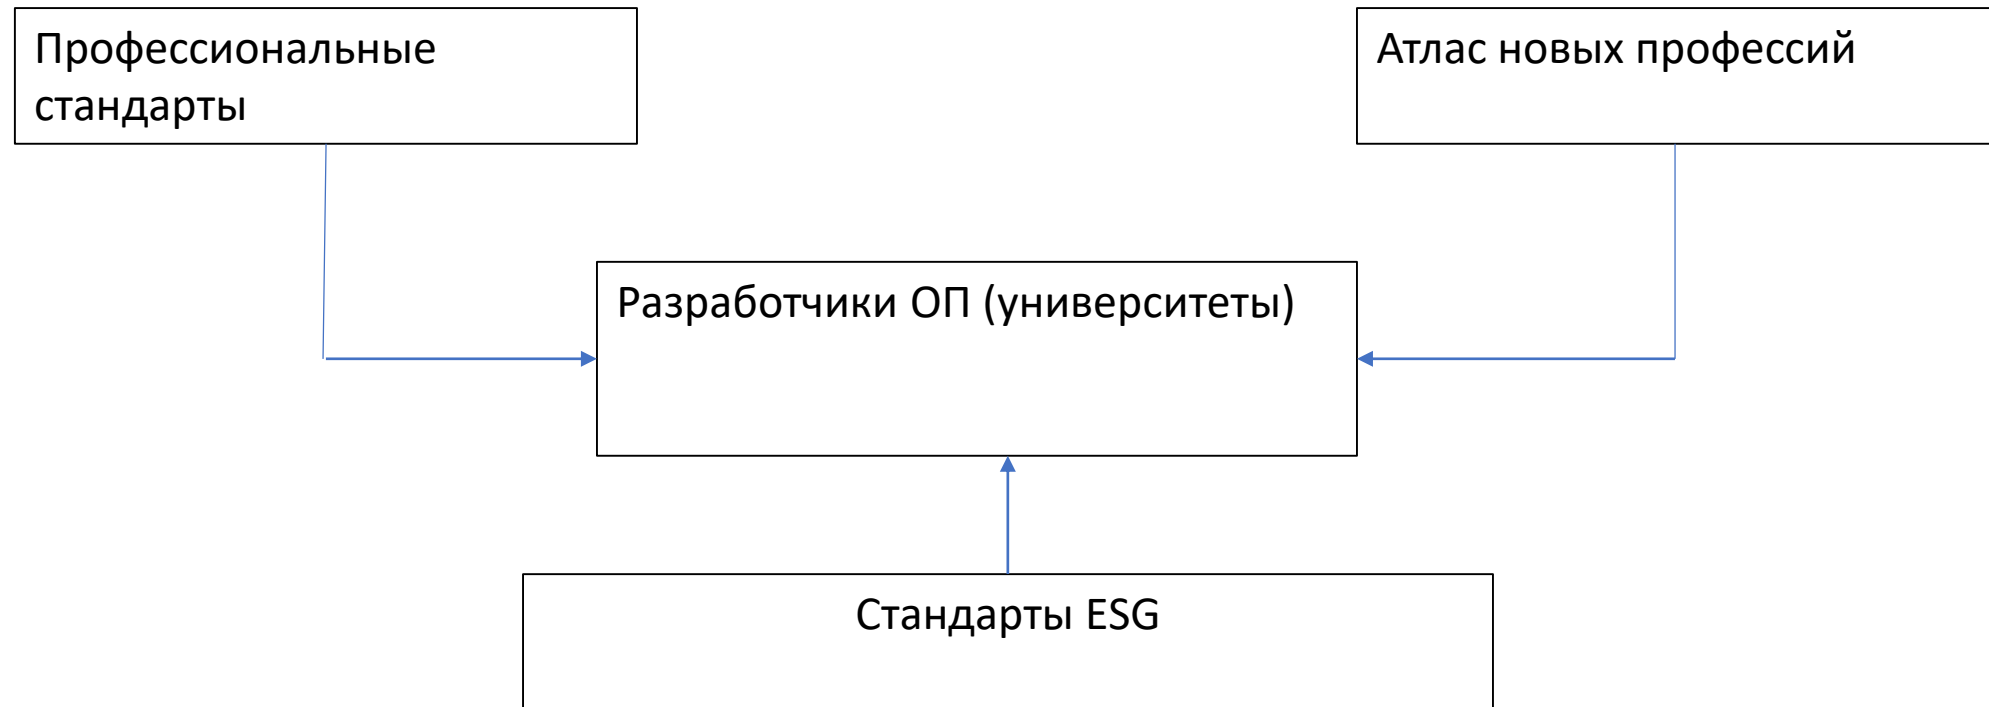 Профессиональные
стандарты
Атлас новых профессий
Разработчики ОП (университеты)
Стандарты ESG